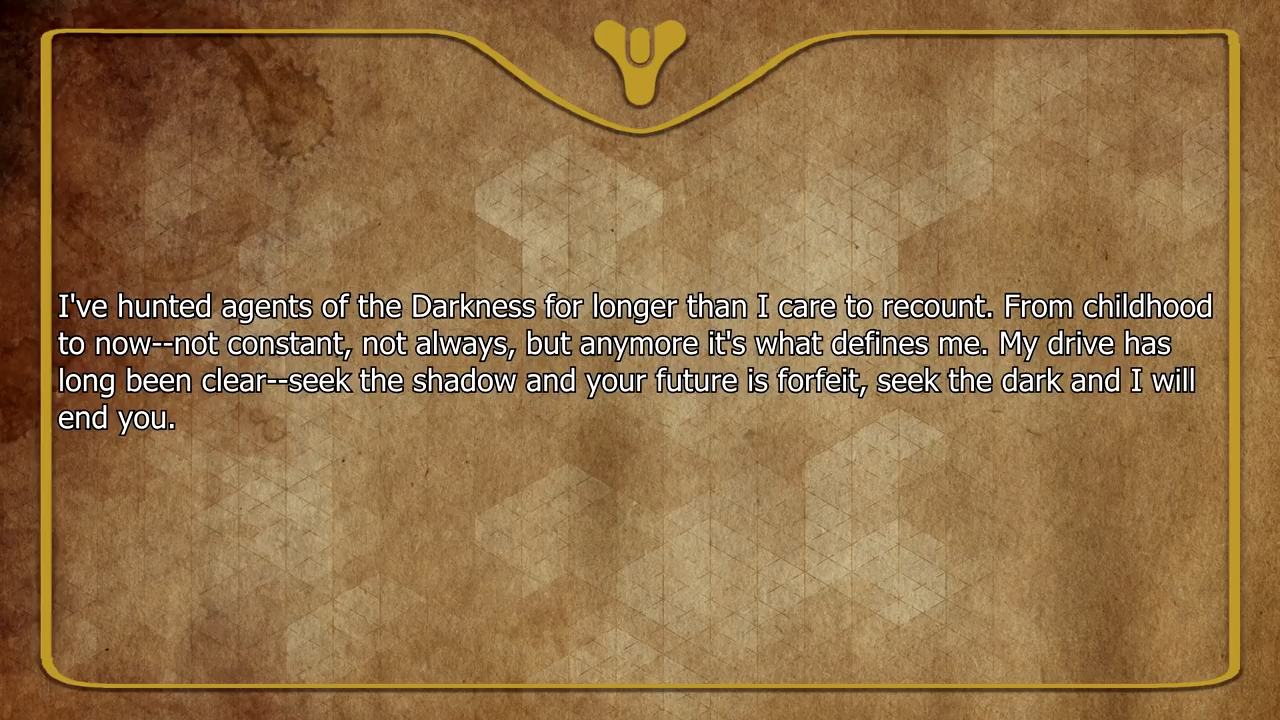 I've hunted agents of the Darkness for longer than I care to recount. From childhood
to now--not constant, not always, but anymore it's what defines me. My drive has
long been clear--seek the shadow and your future is forfeit, seek the dark and I will
end you.